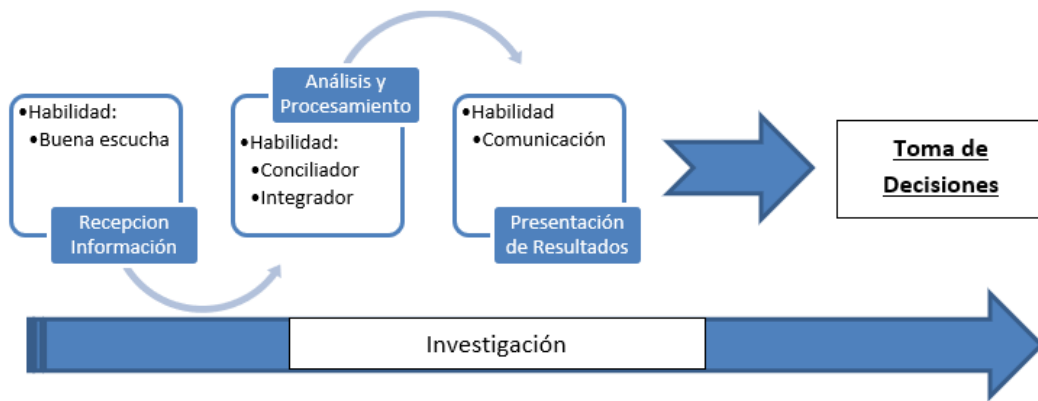 •Habilidad:
•Buena escucha
Recepcion
Información
Análisis y
Procesamiento
•Habilidad:
•Conciliador
•Integrador
•Habilidad
•Comunicación
Presentación
de Resultados
Toma de
Decisiones
Investigación